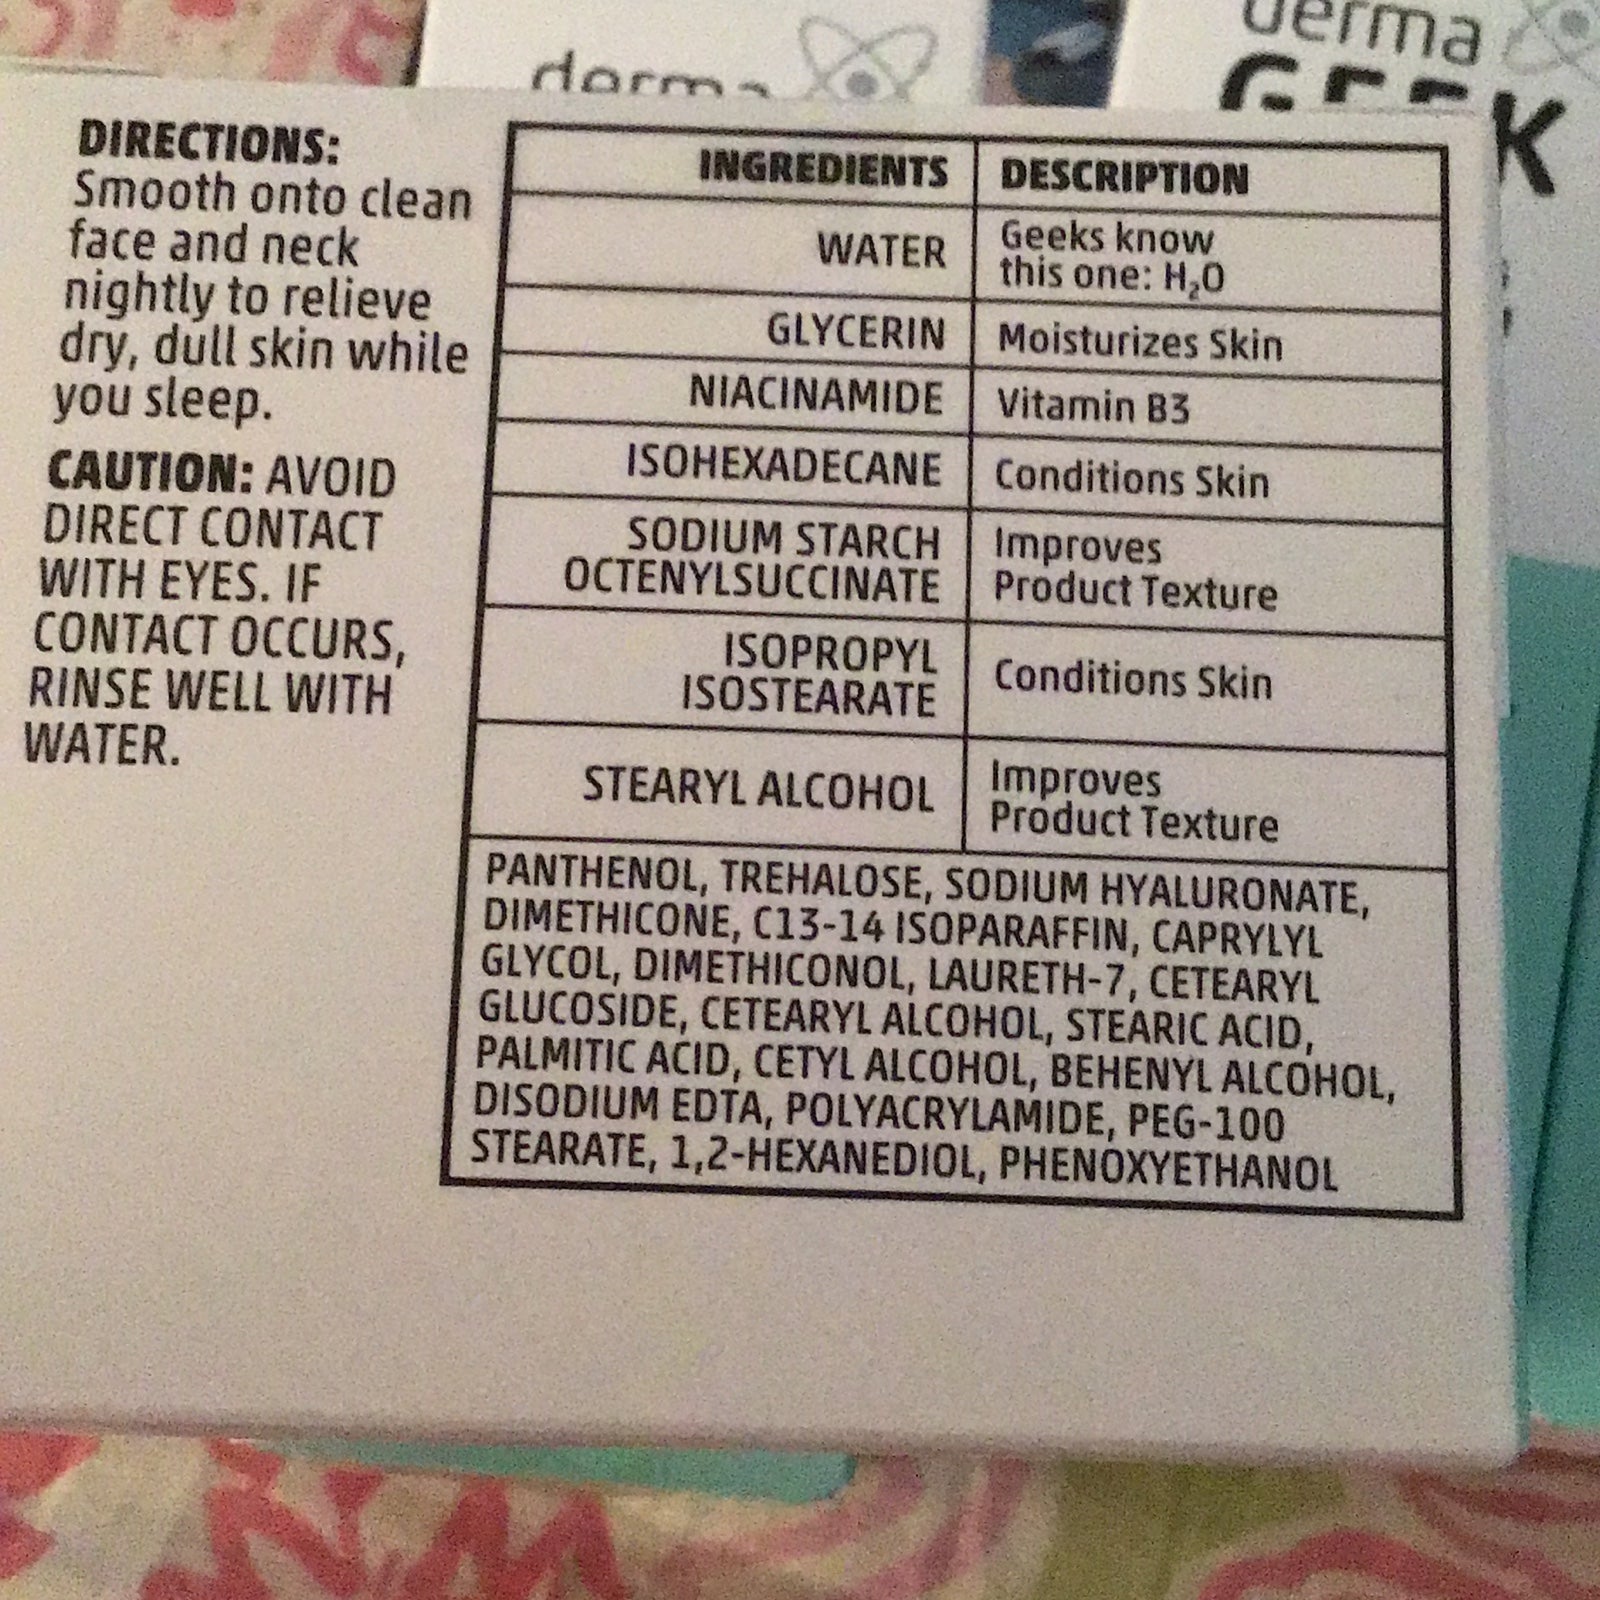 derma
derma
GEEK
DIRECTIONS:
Smooth onto clean
face and neck
nightly to relieve
dry, dull skin while
you sleep.
CAUTION: AVOID
DIRECT CONTACT
WITH EYES. IF
CONTACT OCCURS,
RINSE WELL WITH
WATER.
INGREDIENTS DESCRIPTION
WATER Geeks know
this one: H₂O
GLYCERIN Moisturizes Skin
NIACINAMIDE Vitamin B3
ISOHEXADECANE Conditions Skin
SODIUM STARCH Improves
OCTENYLSUCCINATE Product Texture
ISOPROPYL
ISOSTEARATE Conditions Skin
STEARYL ALCOHOL Improves
Product Texture
PANTHENOL, TREHALOSE, SODIUM HYALURONATE,
DIMETHICONE, C13-14 ISOPARAFFIN, CAPRYLYL
GLYCOL, DIMETHICONOL, LAURETH-7, CETEARYL
GLUCOSIDE, CETEARYL ALCOHOL, STEARIC ACID,
PALMITIC ACID, CETYL ALCOHOL, BEHENYL ALCOHOL,
DISODIUM EDTA, POLYACRYLAMIDE, PEG-100
STEARATE, 1,2-HEXANEDIOL, PHENOXYETHANOL